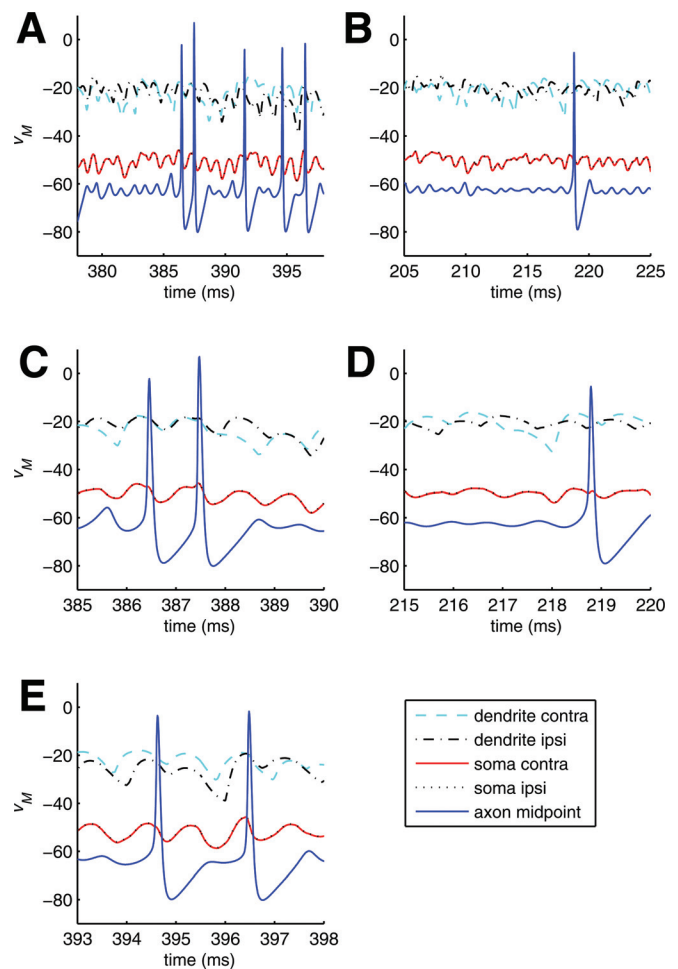 A
B
0
−20
−40
−60
−80
v_M
380 385 390 395
time (ms)
0
−20
−40
−60
−80
205 210 215 220 225
time (ms)
C
D
0
−20
−40
−60
−80
v_M
385 386 387 388 389 390
time (ms)
0
−20
−40
−60
−80
215 216 217 218 219 220
time (ms)
E
0
−20
−40
−60
−80
v_M
393 394 395 396 397 398
time (ms)
dendrite contra
dendrite ipsi
soma contra
soma ipsi
axon midpoint